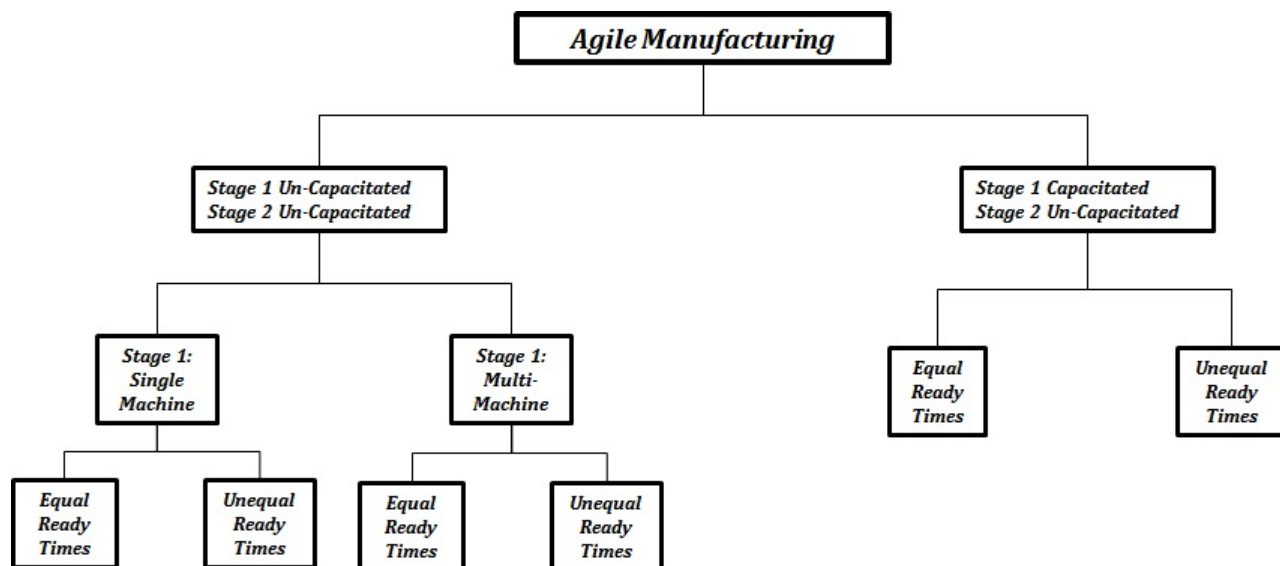 Agile Manufacturing
Stage 1 Un-Capacitated
Stage 2 Un-Capacitated
Stage 1 Capacitated
Stage 2 Un-Capacitated
Stage 1:
Single
Machine
Stage 1:
Multi-
Machine
Equal
Ready
Times
Unequal
Ready
Times
Equal
Ready
Times
Unequal
Ready
Times
Equal
Ready
Times
Unequal
Ready
Times